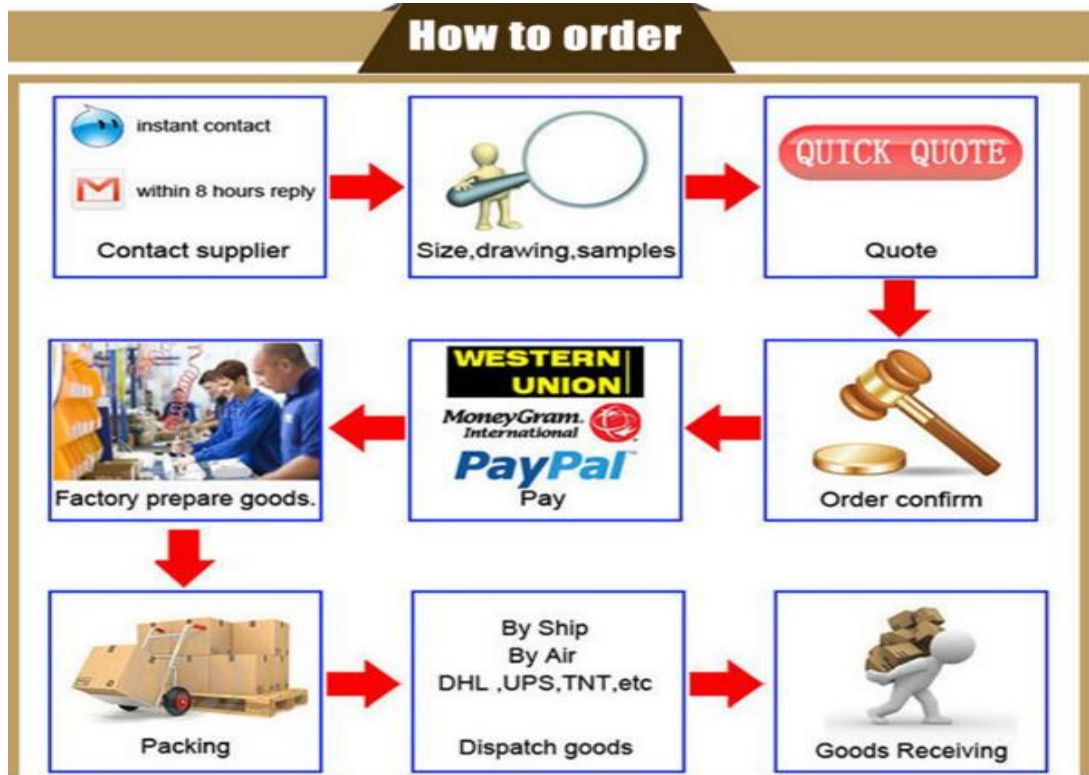 How to order
instant contact
within 8 hours reply
Contact supplier
Size,drawing,samples
QUICK QUOTE
Quote
Factory prepare goods.
WESTERN
UNION
MoneyGram.
International
PayPal
Pay
Order confirm
Packing
By Ship
By Air
DHL ,UPS,TNT,etc
Dispatch goods
Goods Receiving